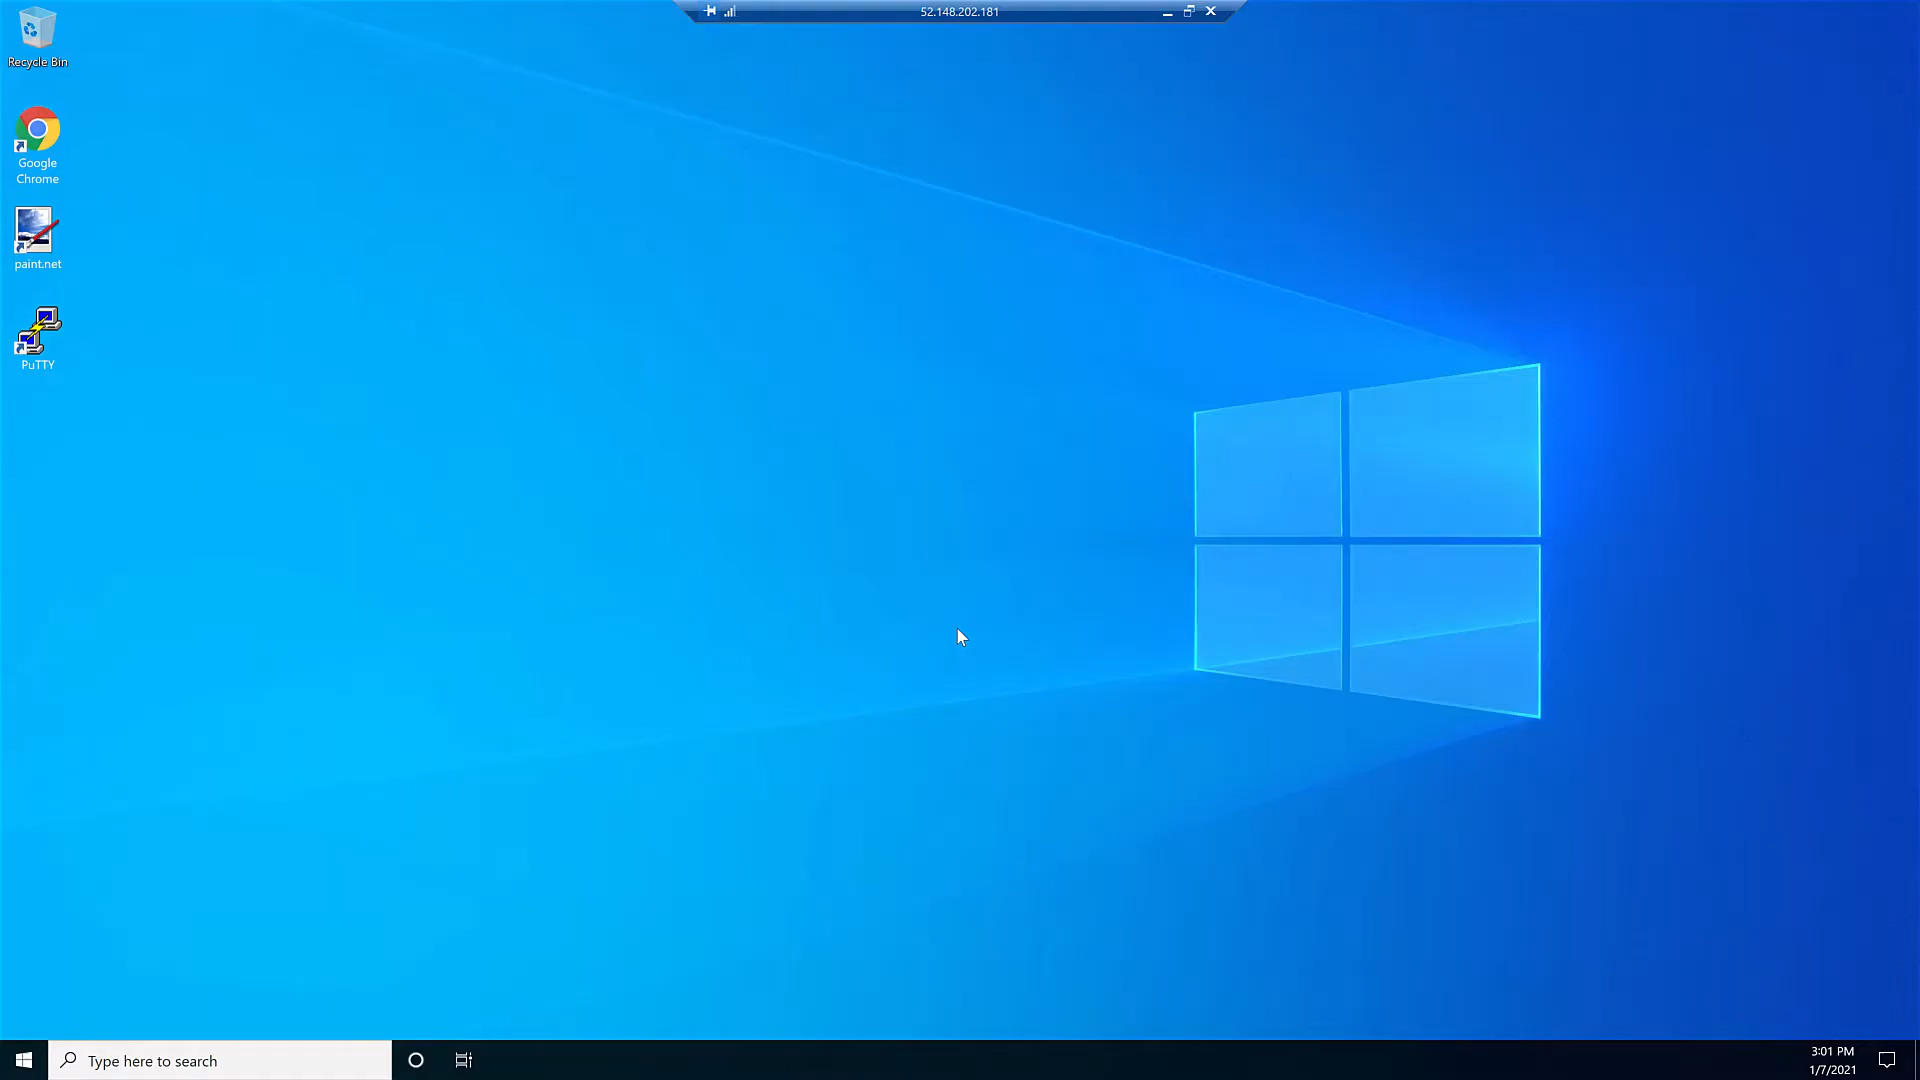 52.148.202.181
Recycle Bin
Google
Chrome
paint.net
PuTTY
Type here to search
3:01 PM
1/7/2021